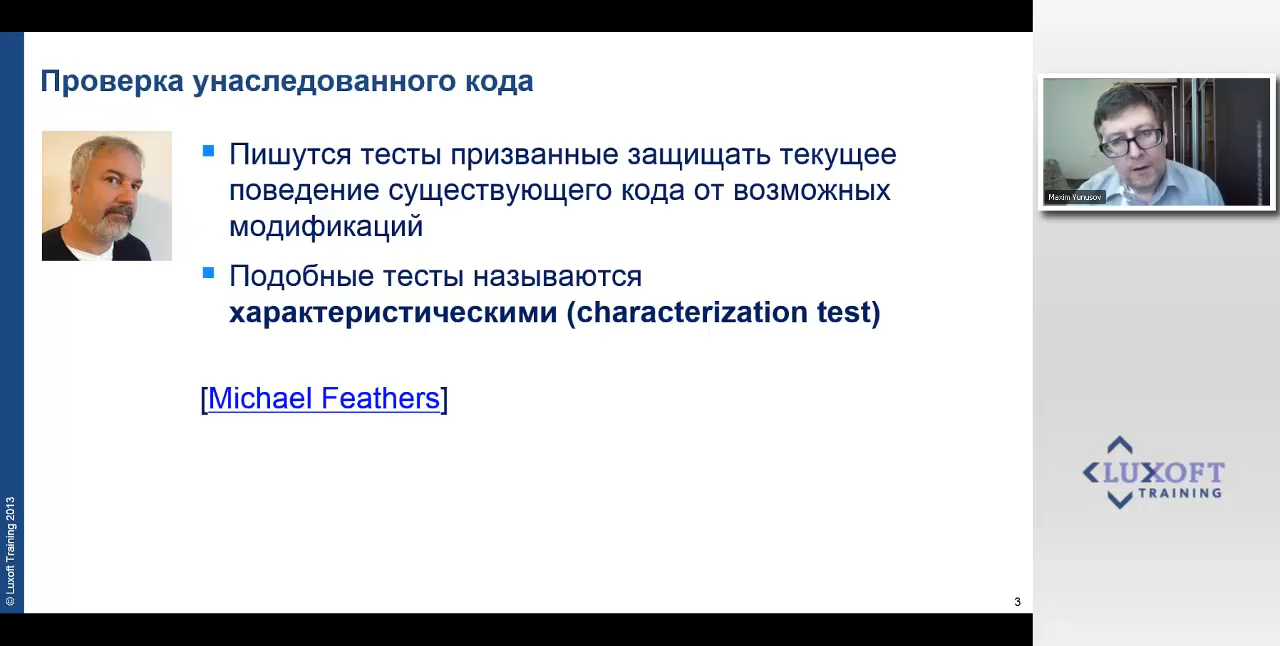 Проверка унаследованного кода
Пишутся тесты призванные защищать текущее
поведение существующего кода от возможных
модификаций
Подобные тесты называются
характеристическими (characterization test)
[Michael Feathers]
3
© Luxoft Training 2013
Maxim Yunusov
LUXOFT
TRAINING